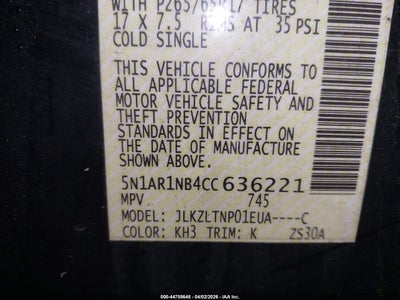 WITH P265/65R17 TIRES
17 X 7.5 RIMS AT 35 PSI
COLD SINGLE
THIS VEHICLE CONFORMS TO
ALL APPLICABLE FEDERAL
MOTOR VEHICLE SAFETY AND
THEFT PREVENTION
STANDARDS IN EFFECT ON
THE DATE OF MANUFACTURE
SHOWN ABOVE.
5N1AR1NB4CC636221
MPV 745
MODEL: JLKZLTNP01EUA----C
COLOR: KH3 TRIM: K ZS30A
000-44758648 - 04/02/2026 - IAAI.COM